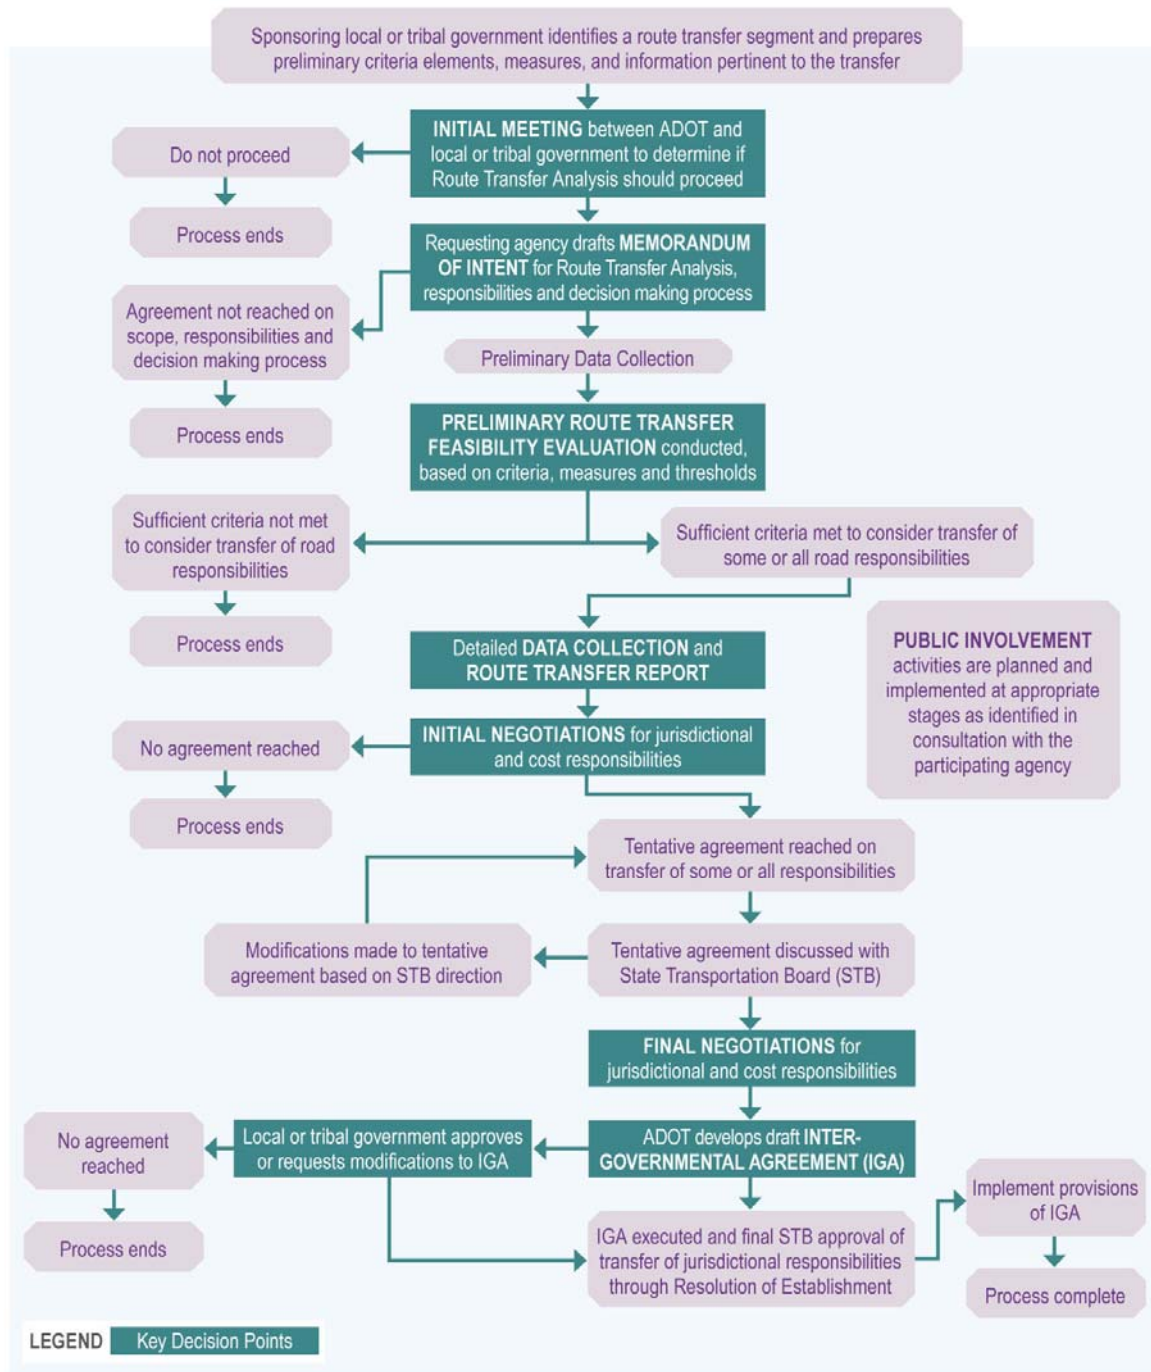 Sponsoring local or tribal government identifies a route transfer segment and prepares
preliminary criteria elements, measures, and information pertinent to the transfer
INITIAL MEETING between ADOT and
local or tribal government to determine if
Route Transfer Analysis should proceed
Do not proceed
Process ends
Requesting agency drafts MEMORANDUM
OF INTENT for Route Transfer Analysis,
responsibilities and decision making process
Agreement not reached on
scope, responsibilities and
decision making process
Process ends
Preliminary Data Collection
PRELIMINARY ROUTE TRANSFER
FEASIBILITY EVALUATION conducted,
based on criteria, measures and thresholds
Sufficient criteria not met
to consider transfer of road
responsibilities
Process ends
Sufficient criteria met to consider transfer of
some or all road responsibilities
PUBLIC INVOLVEMENT
activities are planned and
implemented at appropriate
stages as identified in
consultation with the
participating agency
Detailed DATA COLLECTION and
ROUTE TRANSFER REPORT
INITIAL NEGOTIATIONS for jurisdictional
and cost responsibilities
No agreement reached
Process ends
Tentative agreement reached on
transfer of some or all responsibilities
Tentative agreement discussed with
State Transportation Board (STB)
Modifications made to tentative
agreement based on STB direction
FINAL NEGOTIATIONS for
jurisdictional and cost responsibilities
ADOT develops draft INTER-
GOVERNMENTAL AGREEMENT (IGA)
Local or tribal government approves
or requests modifications to IGA
No agreement
reached
Process ends
IGA executed and final STB approval of
transfer of jurisdictional responsibilities
through Resolution of Establishment
Implement provisions
of IGA
Process complete
LEGEND Key Decision Points